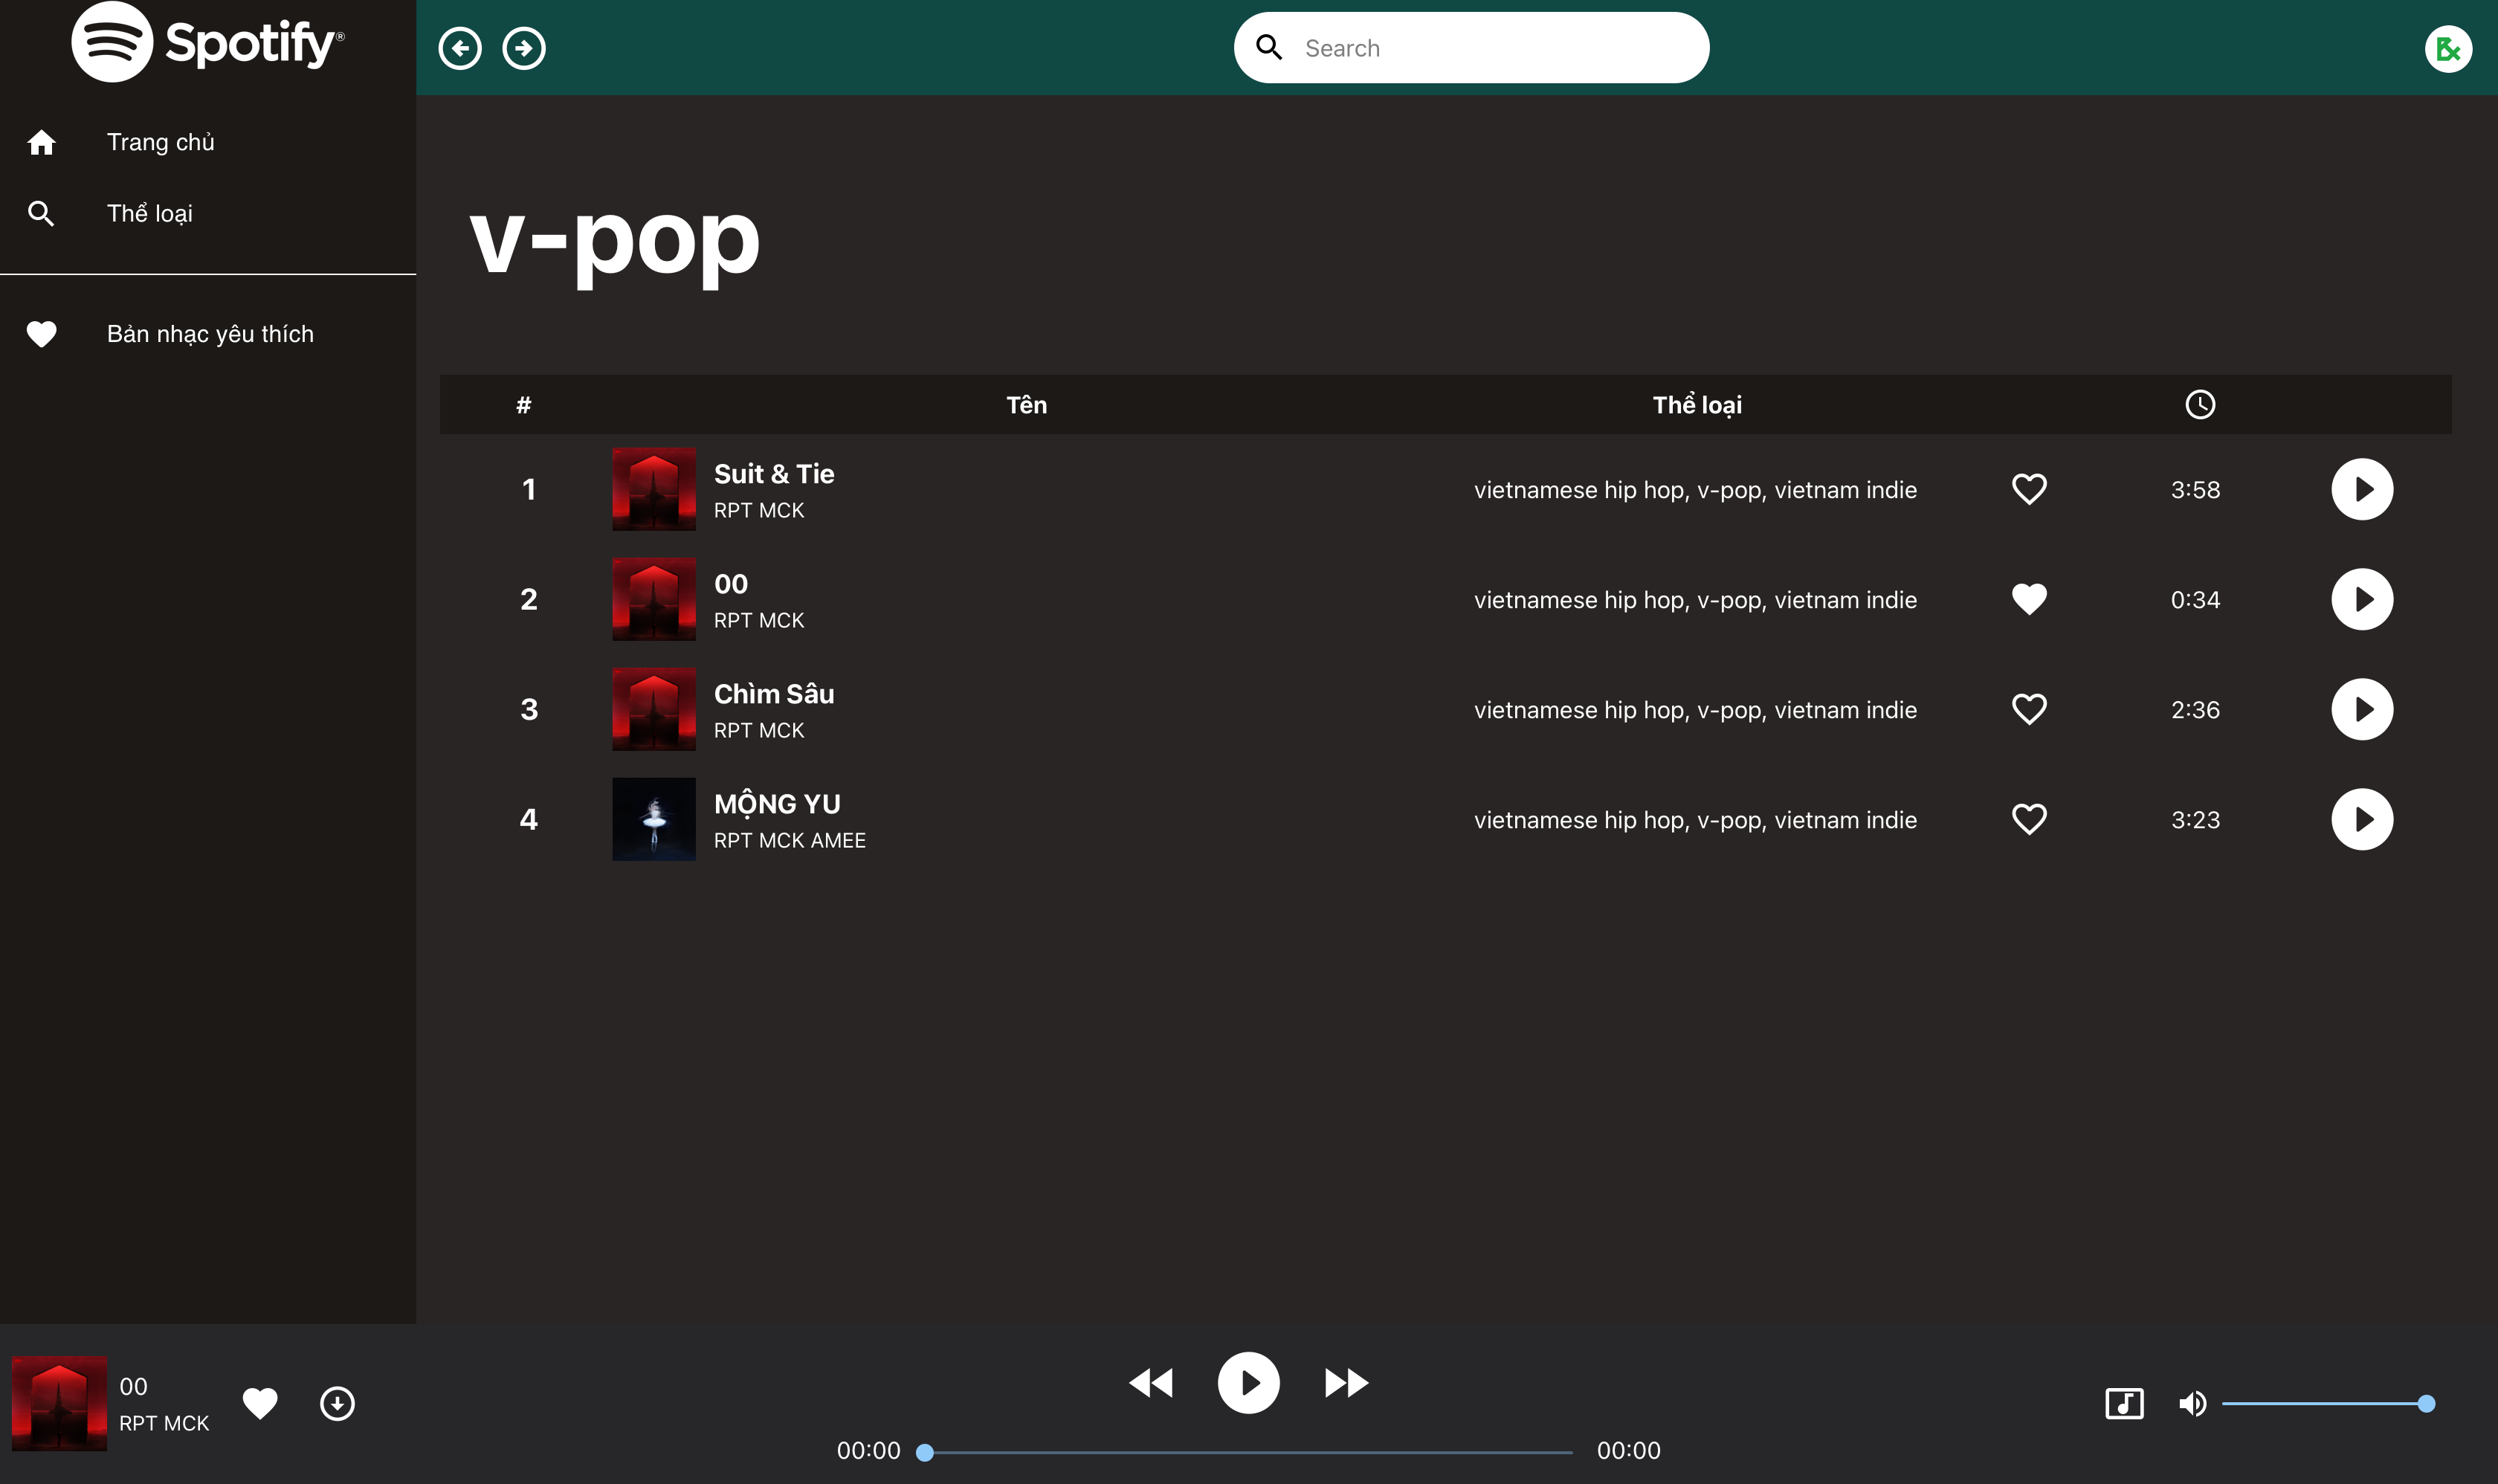 Spotify®
Search
Trang chủ
Thể loại
Bản nhạc yêu thích
v-pop
# Tên Thể loại
1 Suit & Tie vietnamese hip hop, v-pop, vietnam indie 3:58
RPT MCK
2 00 vietnamese hip hop, v-pop, vietnam indie 0:34
RPT MCK
3 Chìm Sâu vietnamese hip hop, v-pop, vietnam indie 2:36
RPT MCK
4 MỘNG YU vietnamese hip hop, v-pop, vietnam indie 3:23
RPT MCK AMEE
00
RPT MCK
00:00 00:00